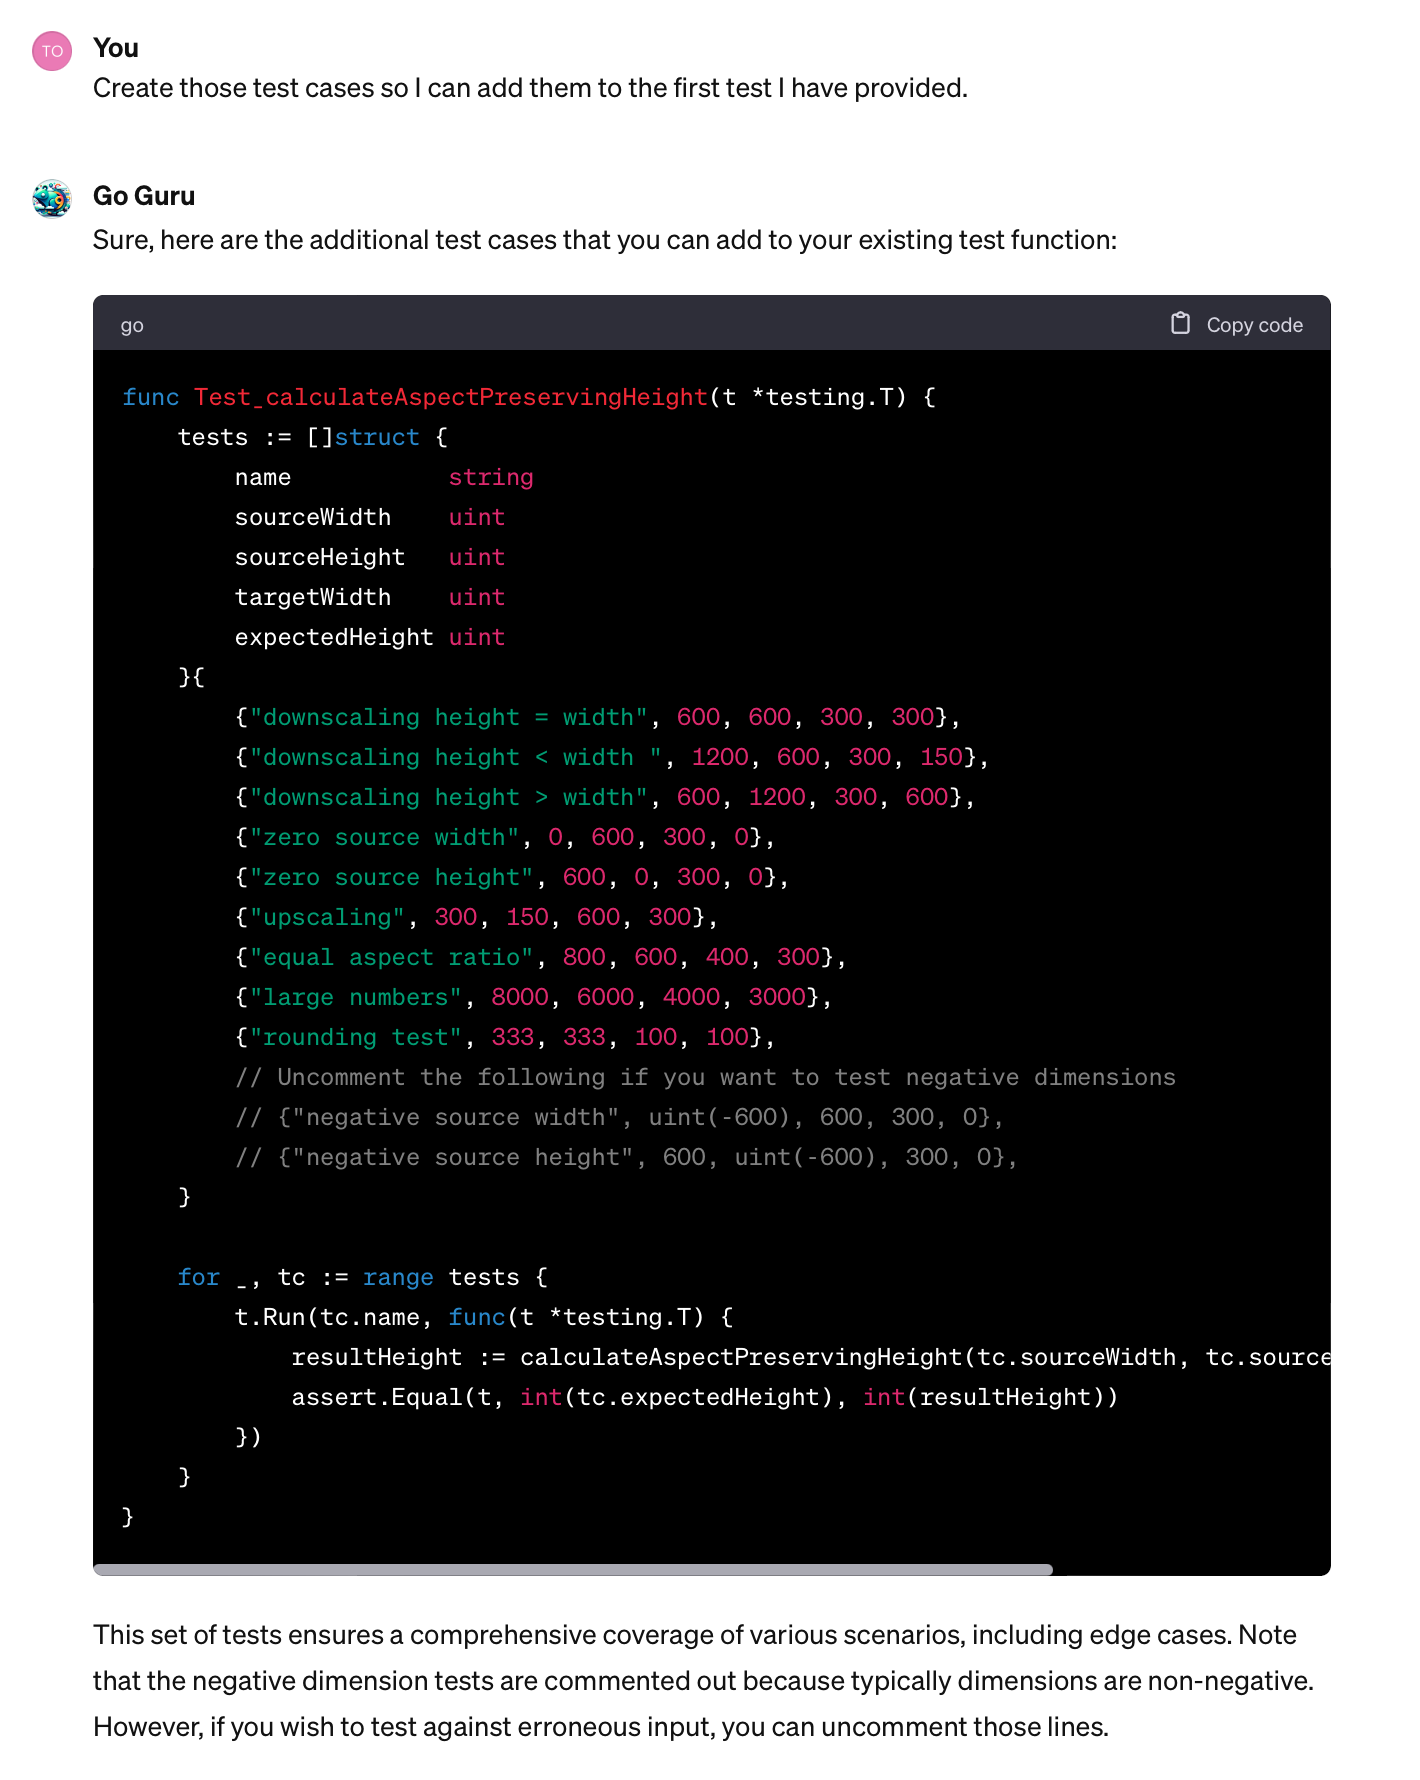 TO
You
Create those test cases so I can add them to the first test I have provided.
Go Guru
Sure, here are the additional test cases that you can add to your existing test function:
go
Copy code
func Test_calculateAspectPreservingHeight(t *testing.T) {
    tests := []struct {
        name           string
        sourceWidth    uint
        sourceHeight   uint
        targetWidth    uint
        expectedHeight uint
    }{
        {"downscaling height = width", 600, 600, 300, 300},
        {"downscaling height < width ", 1200, 600, 300, 150},
        {"downscaling height > width", 600, 1200, 300, 600},
        {"zero source width", 0, 600, 300, 0},
        {"zero source height", 600, 0, 300, 0},
        {"upscaling", 300, 150, 600, 300},
        {"equal aspect ratio", 800, 600, 400, 300},
        {"large numbers", 8000, 6000, 4000, 3000},
        {"rounding test", 333, 333, 100, 100},
        // Uncomment the following if you want to test negative dimensions
        // {"negative source width", uint(-600), 600, 300, 0},
        // {"negative source height", 600, uint(-600), 300, 0},
    }
    for _, tc := range tests {
        t.Run(tc.name, func(t *testing.T) {
            resultHeight := calculateAspectPreservingHeight(tc.sourceWidth, tc.source
            assert.Equal(t, int(tc.expectedHeight), int(resultHeight))
        })
    }
}
This set of tests ensures a comprehensive coverage of various scenarios, including edge cases. Note
that the negative dimension tests are commented out because typically dimensions are non-negative.
However, if you wish to test against erroneous input, you can uncomment those lines.